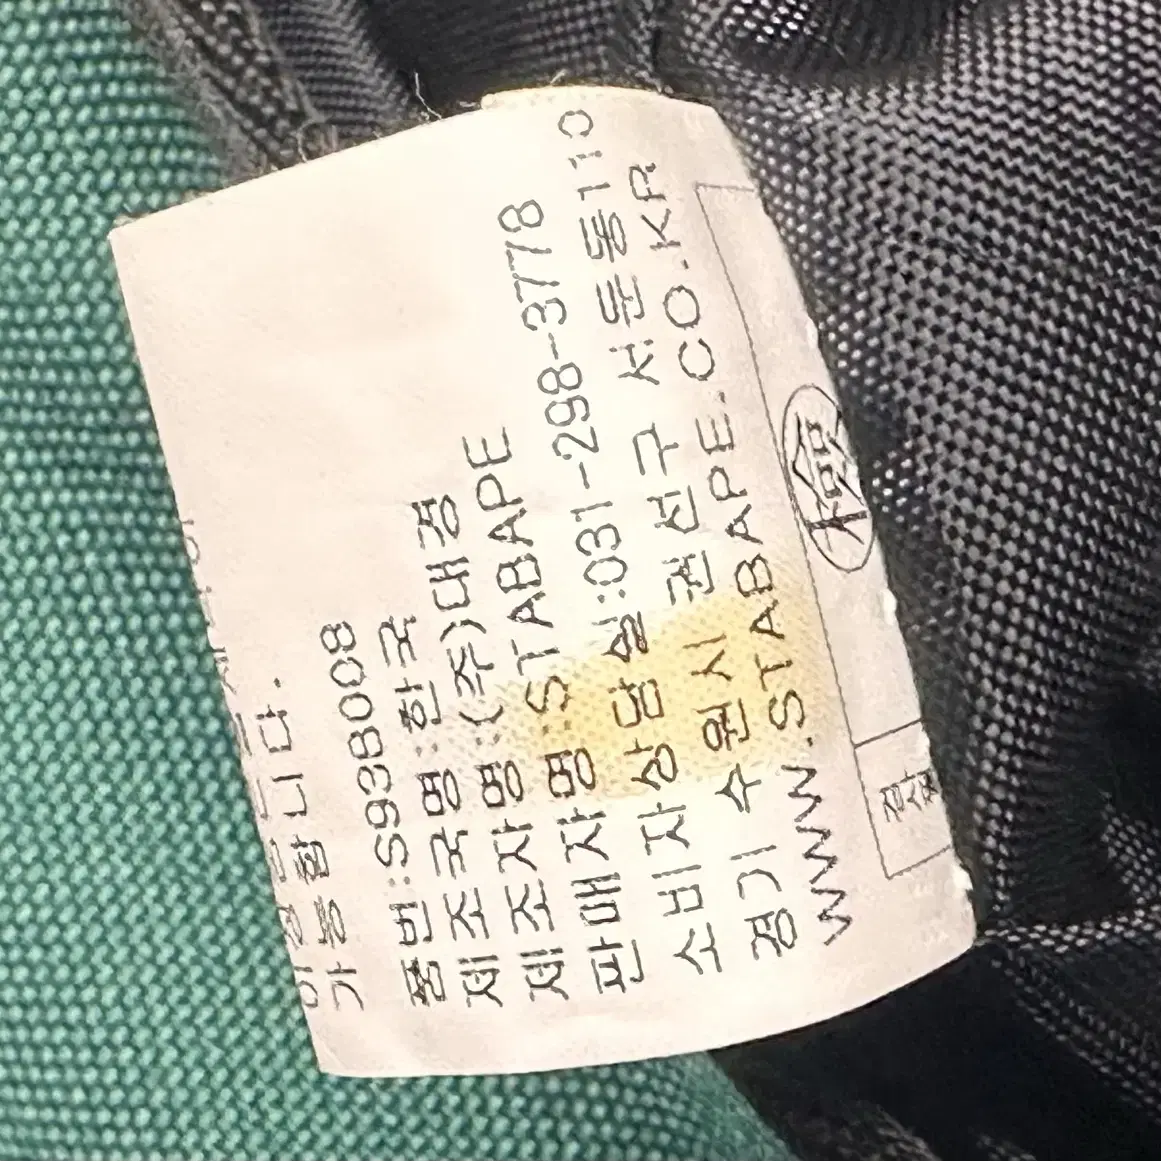 가능합니다.
품번:S93B008
제조국명:한국
제조자명:(주)대경
판매자명:STABAPE
소비자상담실:031-298-3778
경기 수원시 권선구 서둔동110
WWW.STABAPE.CO.KR
검